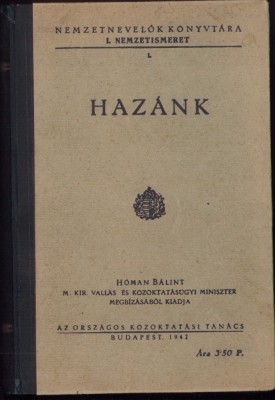 NEMZETNEVELŐK KÖNYVTÁRA
I. NEMZETISMERET
1.
HAZÁNK
HÓMAN BÁLINT
M. KIR. VALLÁS ÉS KÖZOKTATÁSÜGYI MINISZTER
MEGBÍZÁSÁBÓL KIADJA
AZ ORSZÁGOS KÖZOKTATÁSI TANÁCS
BUDAPEST, 1942
Ára 3·50 P.